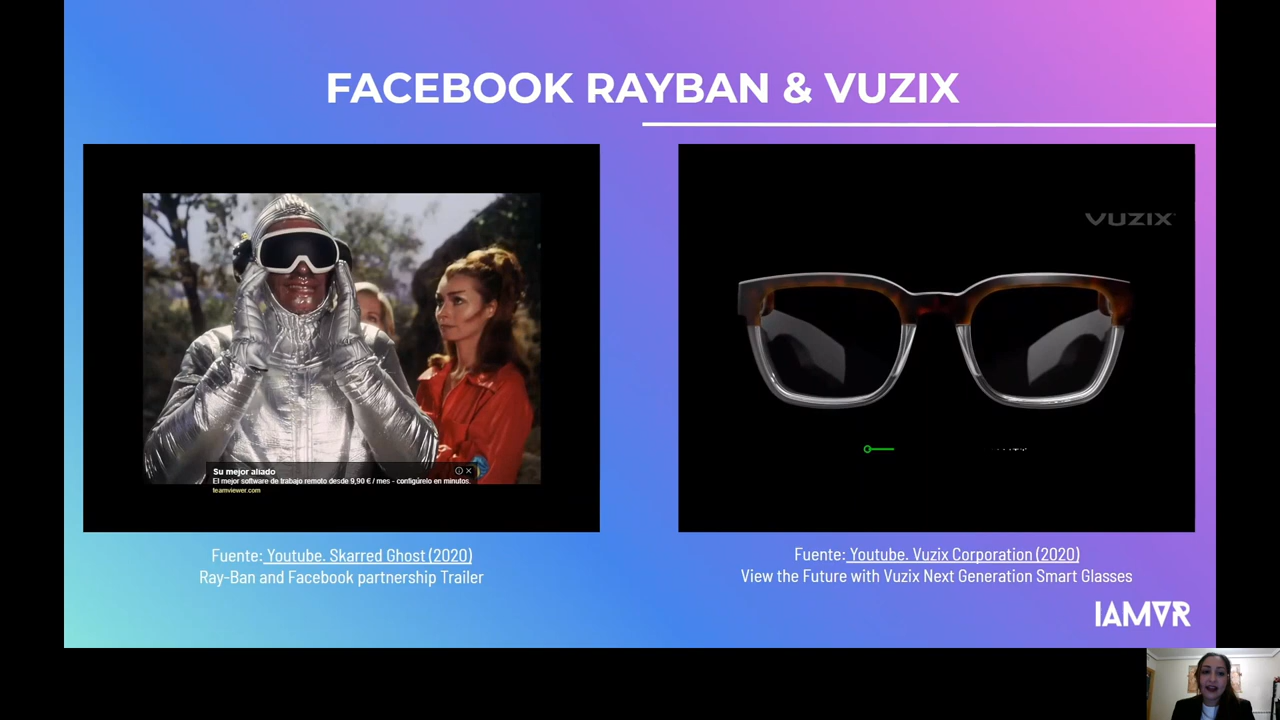 FACEBOOK RAYBAN & VUZIX
VUZIX
Su mejor aliado
El mejor software de trabajo remoto desde 9,90 € / mes - configúrelo en minutos.
teamviewer.com
Fuente: Youtube. Skarred Ghost (2020)
Ray-Ban and Facebook partnership Trailer
Fuente: Youtube. Vuzix Corporation (2020)
View the Future with Vuzix Next Generation Smart Glasses
IAMVR